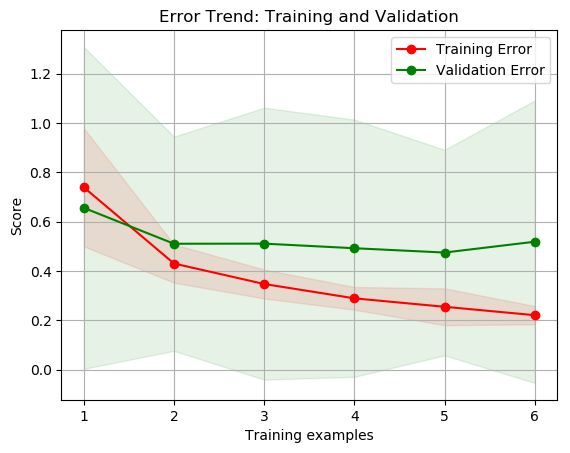 Error Trend: Training and Validation
Training Error
Validation Error
Score
1.2
1.0
0.8
0.6
0.4
0.2
0.0
1 2 3 4 5 6
Training examples